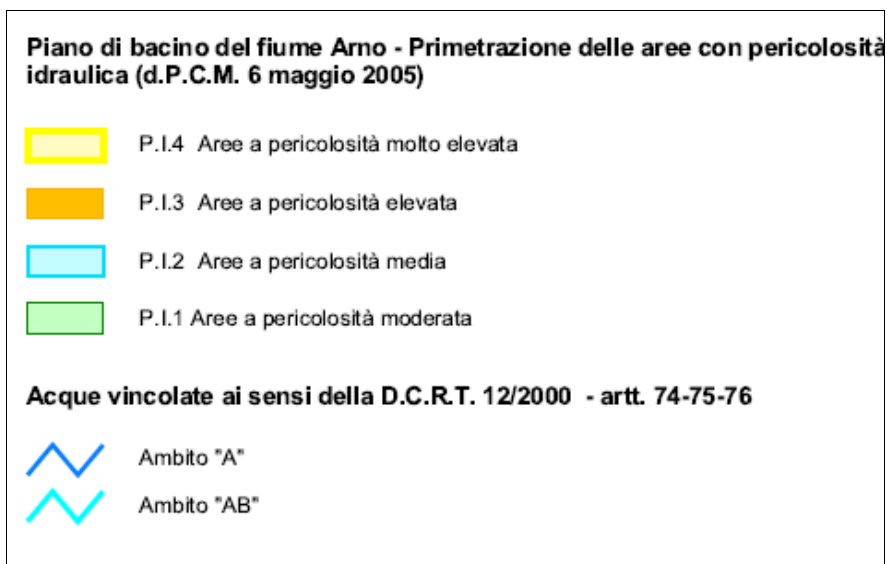 Piano di bacino del fiume Arno - Primetrazione delle aree con pericolosità
idraulica (d.P.C.M. 6 maggio 2005)
P.I.4 Aree a pericolosità molto elevata
P.I.3 Aree a pericolosità elevata
P.I.2 Aree a pericolosità media
P.I.1 Aree a pericolosità moderata
Acque vincolate ai sensi della D.C.R.T. 12/2000 - artt. 74-75-76
Ambito "A"
Ambito "AB"